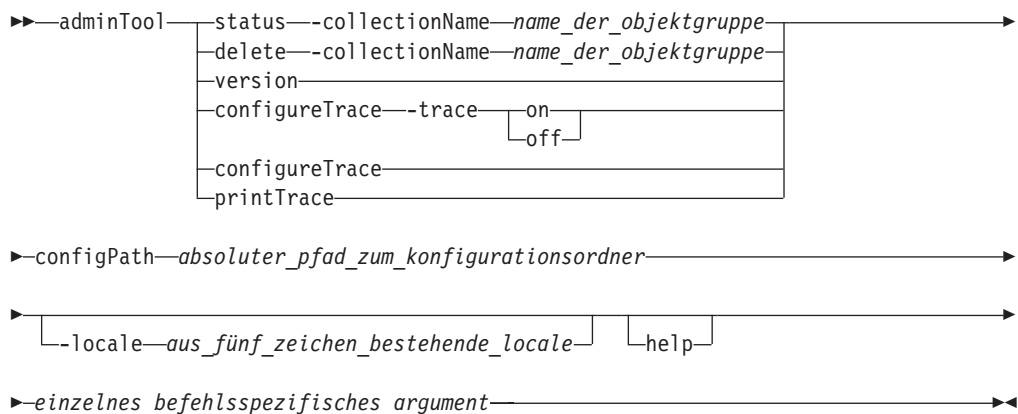 adminTool status -collectionName name_der_objektgruppe
delete -collectionName name_der_objektgruppe
version
configureTrace -trace on
off
configureTrace
printTrace
configPath absoluter_pfad_zum_konfigurationsordner
-locale aus_fünf_zeichen_bestehende_locale help
einzelnes befehlsspezifisches argument